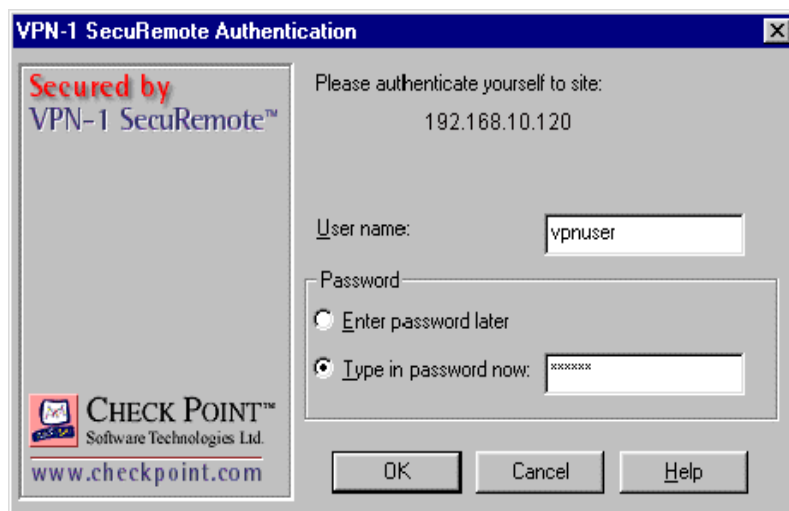 VPN-1 SecuRemote Authentication
Secured by
VPN-1 SecuRemote™
CHECK POINT™
Software Technologies Ltd.
www.checkpoint.com
Please authenticate yourself to site:
192.168.10.120
User name:
vpnuser
Password
Enter password later
Type in password now:
******
OK
Cancel
Help